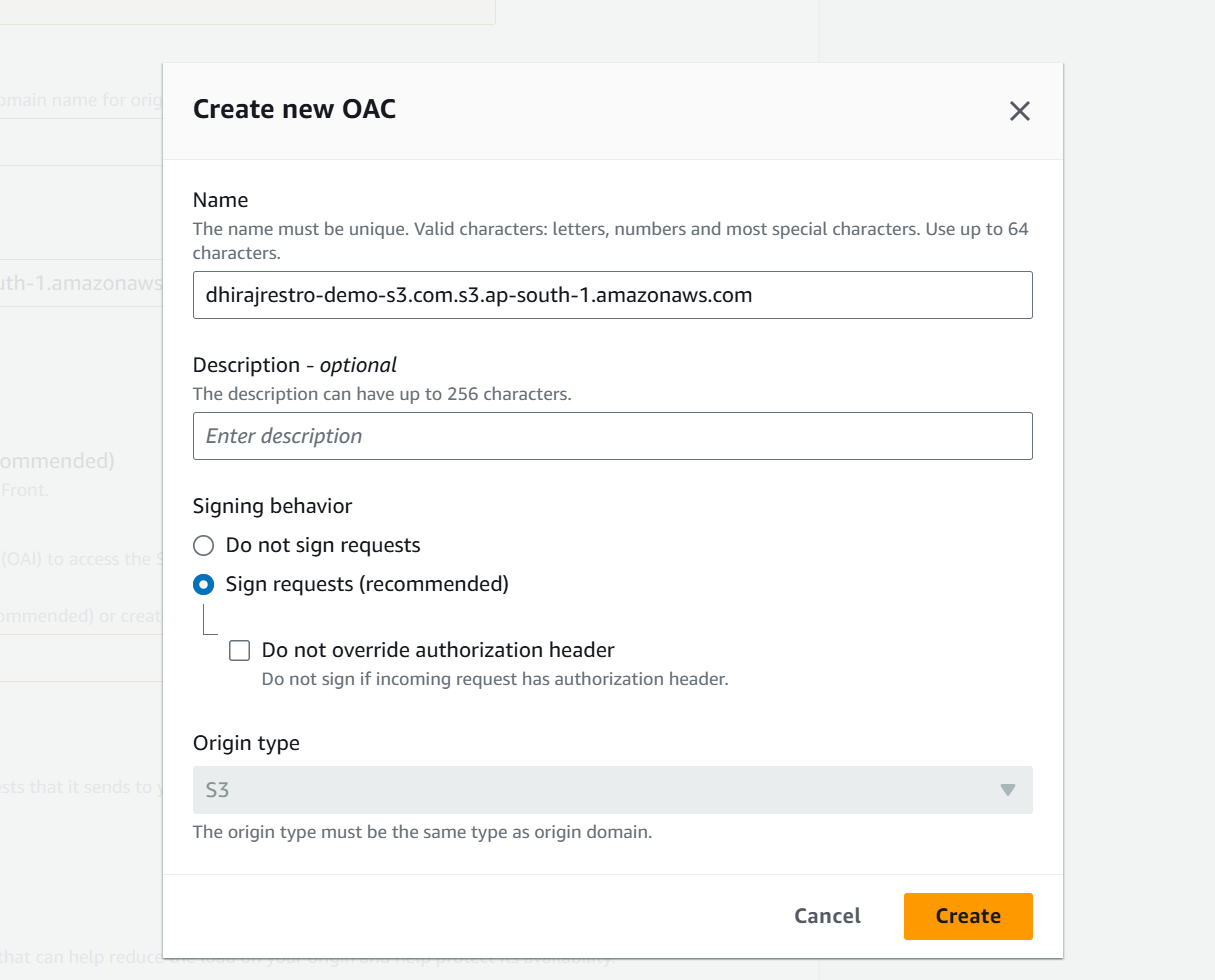 Create new OAC
omain name for orig
Name
The name must be unique. Valid characters: letters, numbers and most special characters. Use up to 64
characters.
uth-1.amazonaws
dhirajrestro-demo-s3.com.s3.ap-south-1.amazonaws.com
Description - optional
The description can have up to 256 characters.
Enter description
ommended)
Front.
Signing behavior
Do not sign requests
(OAI) to access the S
Sign requests (recommended)
ommended) or creat
Do not override authorization header
Do not sign if incoming request has authorization header.
Origin type
ests that it sends to y
S3
The origin type must be the same type as origin domain.
Cancel
Create
that can help reduce the load on your origin and help protect its availability.